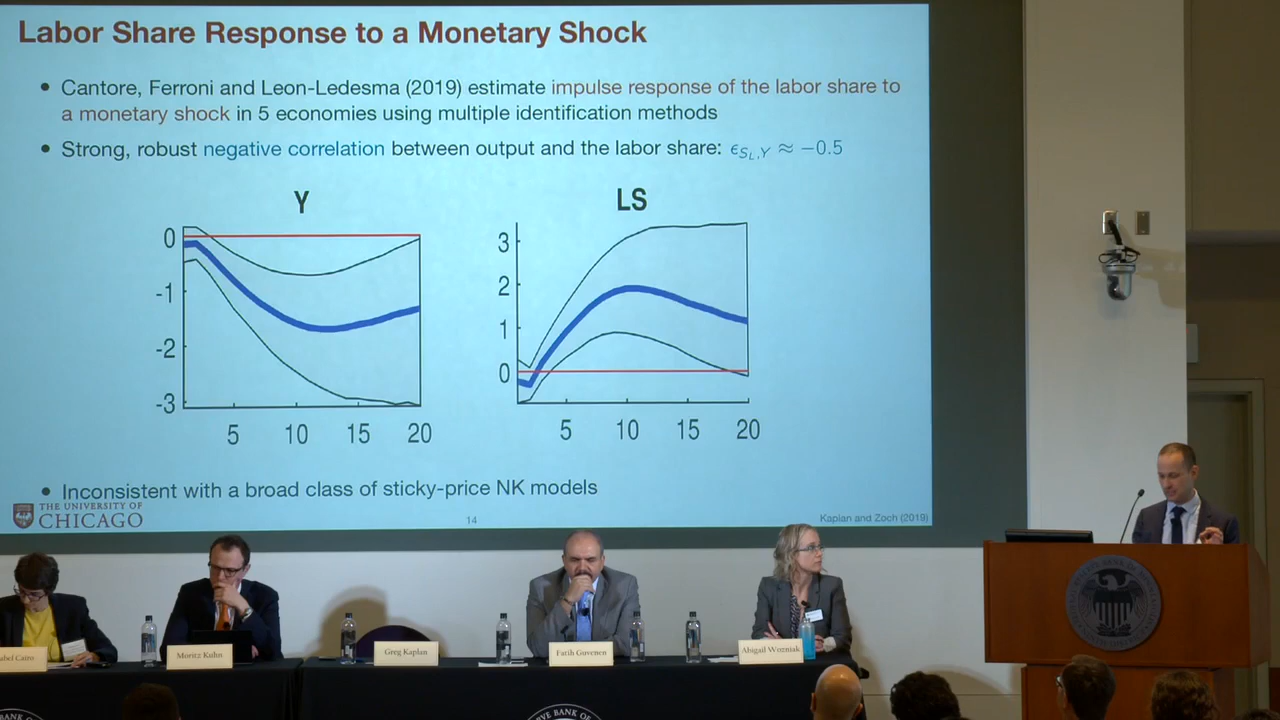 Labor Share Response to a Monetary Shock
• Cantore, Ferroni and Leon-Ledesma (2019) estimate impulse response of the labor share to
a monetary shock in 5 economies using multiple identification methods
• Strong, robust negative correlation between output and the labor share: ϵ_{S_L,Y} ≈ −0.5
Y
LS
0
-1
-2
-3
5 10 15 20
3
2
1
0
5 10 15 20
• Inconsistent with a broad class of sticky-price NK models
THE UNIVERSITY OF
CHICAGO
14
Kaplan and Zoch (2019)
Moritz Kuhn
Greg Kaplan
Fatih Guvenen
Abigail Wozniak